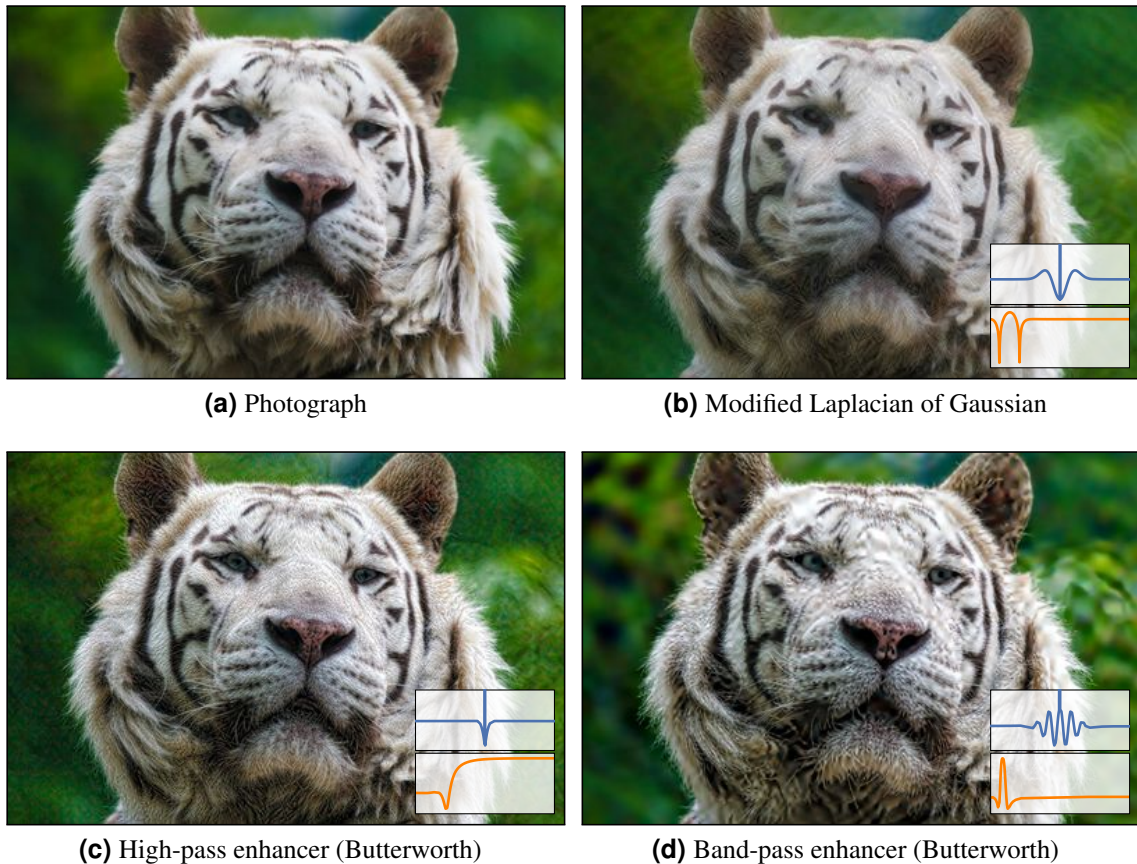 (a) Photograph
(b) Modified Laplacian of Gaussian
(c) High-pass enhancer (Butterworth)
(d) Band-pass enhancer (Butterworth)